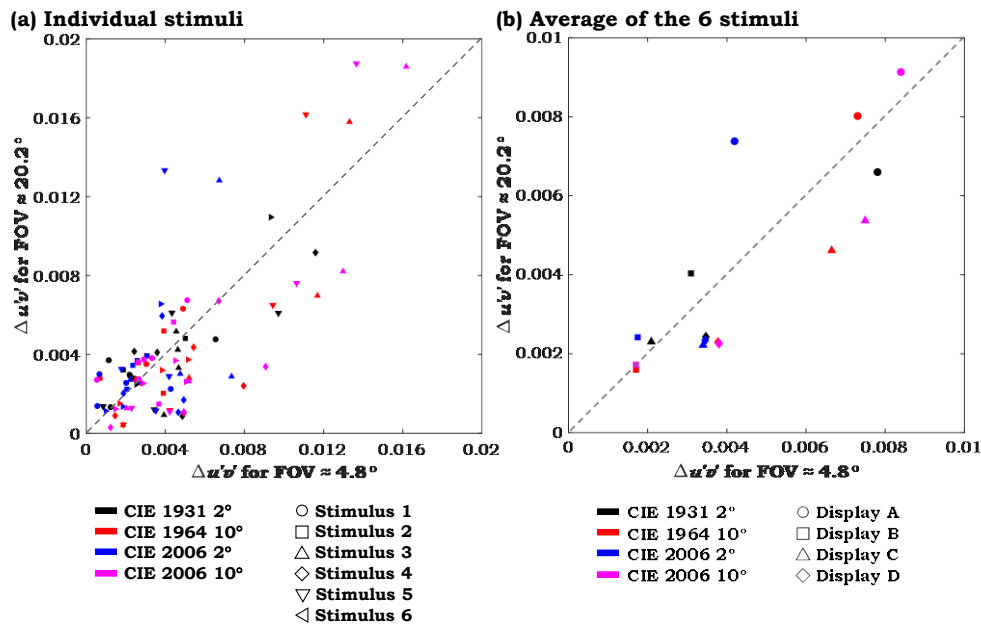 (a) Individual stimuli
0.02
0.016
0.012
0.008
0.004
0
Δu'v' for FOV ≈ 20.2°
0 0.004 0.008 0.012 0.016 0.02
Δu'v' for FOV ≈ 4.8°
CIE 1931 2°
CIE 1964 10°
CIE 2006 2°
CIE 2006 10°
Stimulus 1
Stimulus 2
Stimulus 3
Stimulus 4
Stimulus 5
Stimulus 6
(b) Average of the 6 stimuli
0.01
0.008
0.006
0.004
0.002
0
Δu'v' for FOV ≈ 20.2°
0 0.002 0.004 0.006 0.008 0.01
Δu'v' for FOV ≈ 4.8°
CIE 1931 2°
CIE 1964 10°
CIE 2006 2°
CIE 2006 10°
Display A
Display B
Display C
Display D